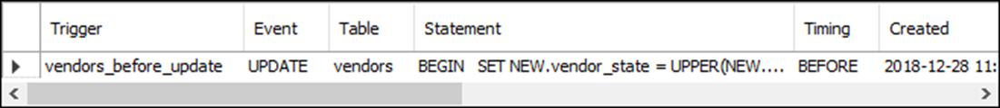 Trigger Event Table Statement Timing Created
vendors_before_update UPDATE vendors BEGIN SET NEW.vendor_state = UPPER(NEW.... BEFORE 2018-12-28 11: